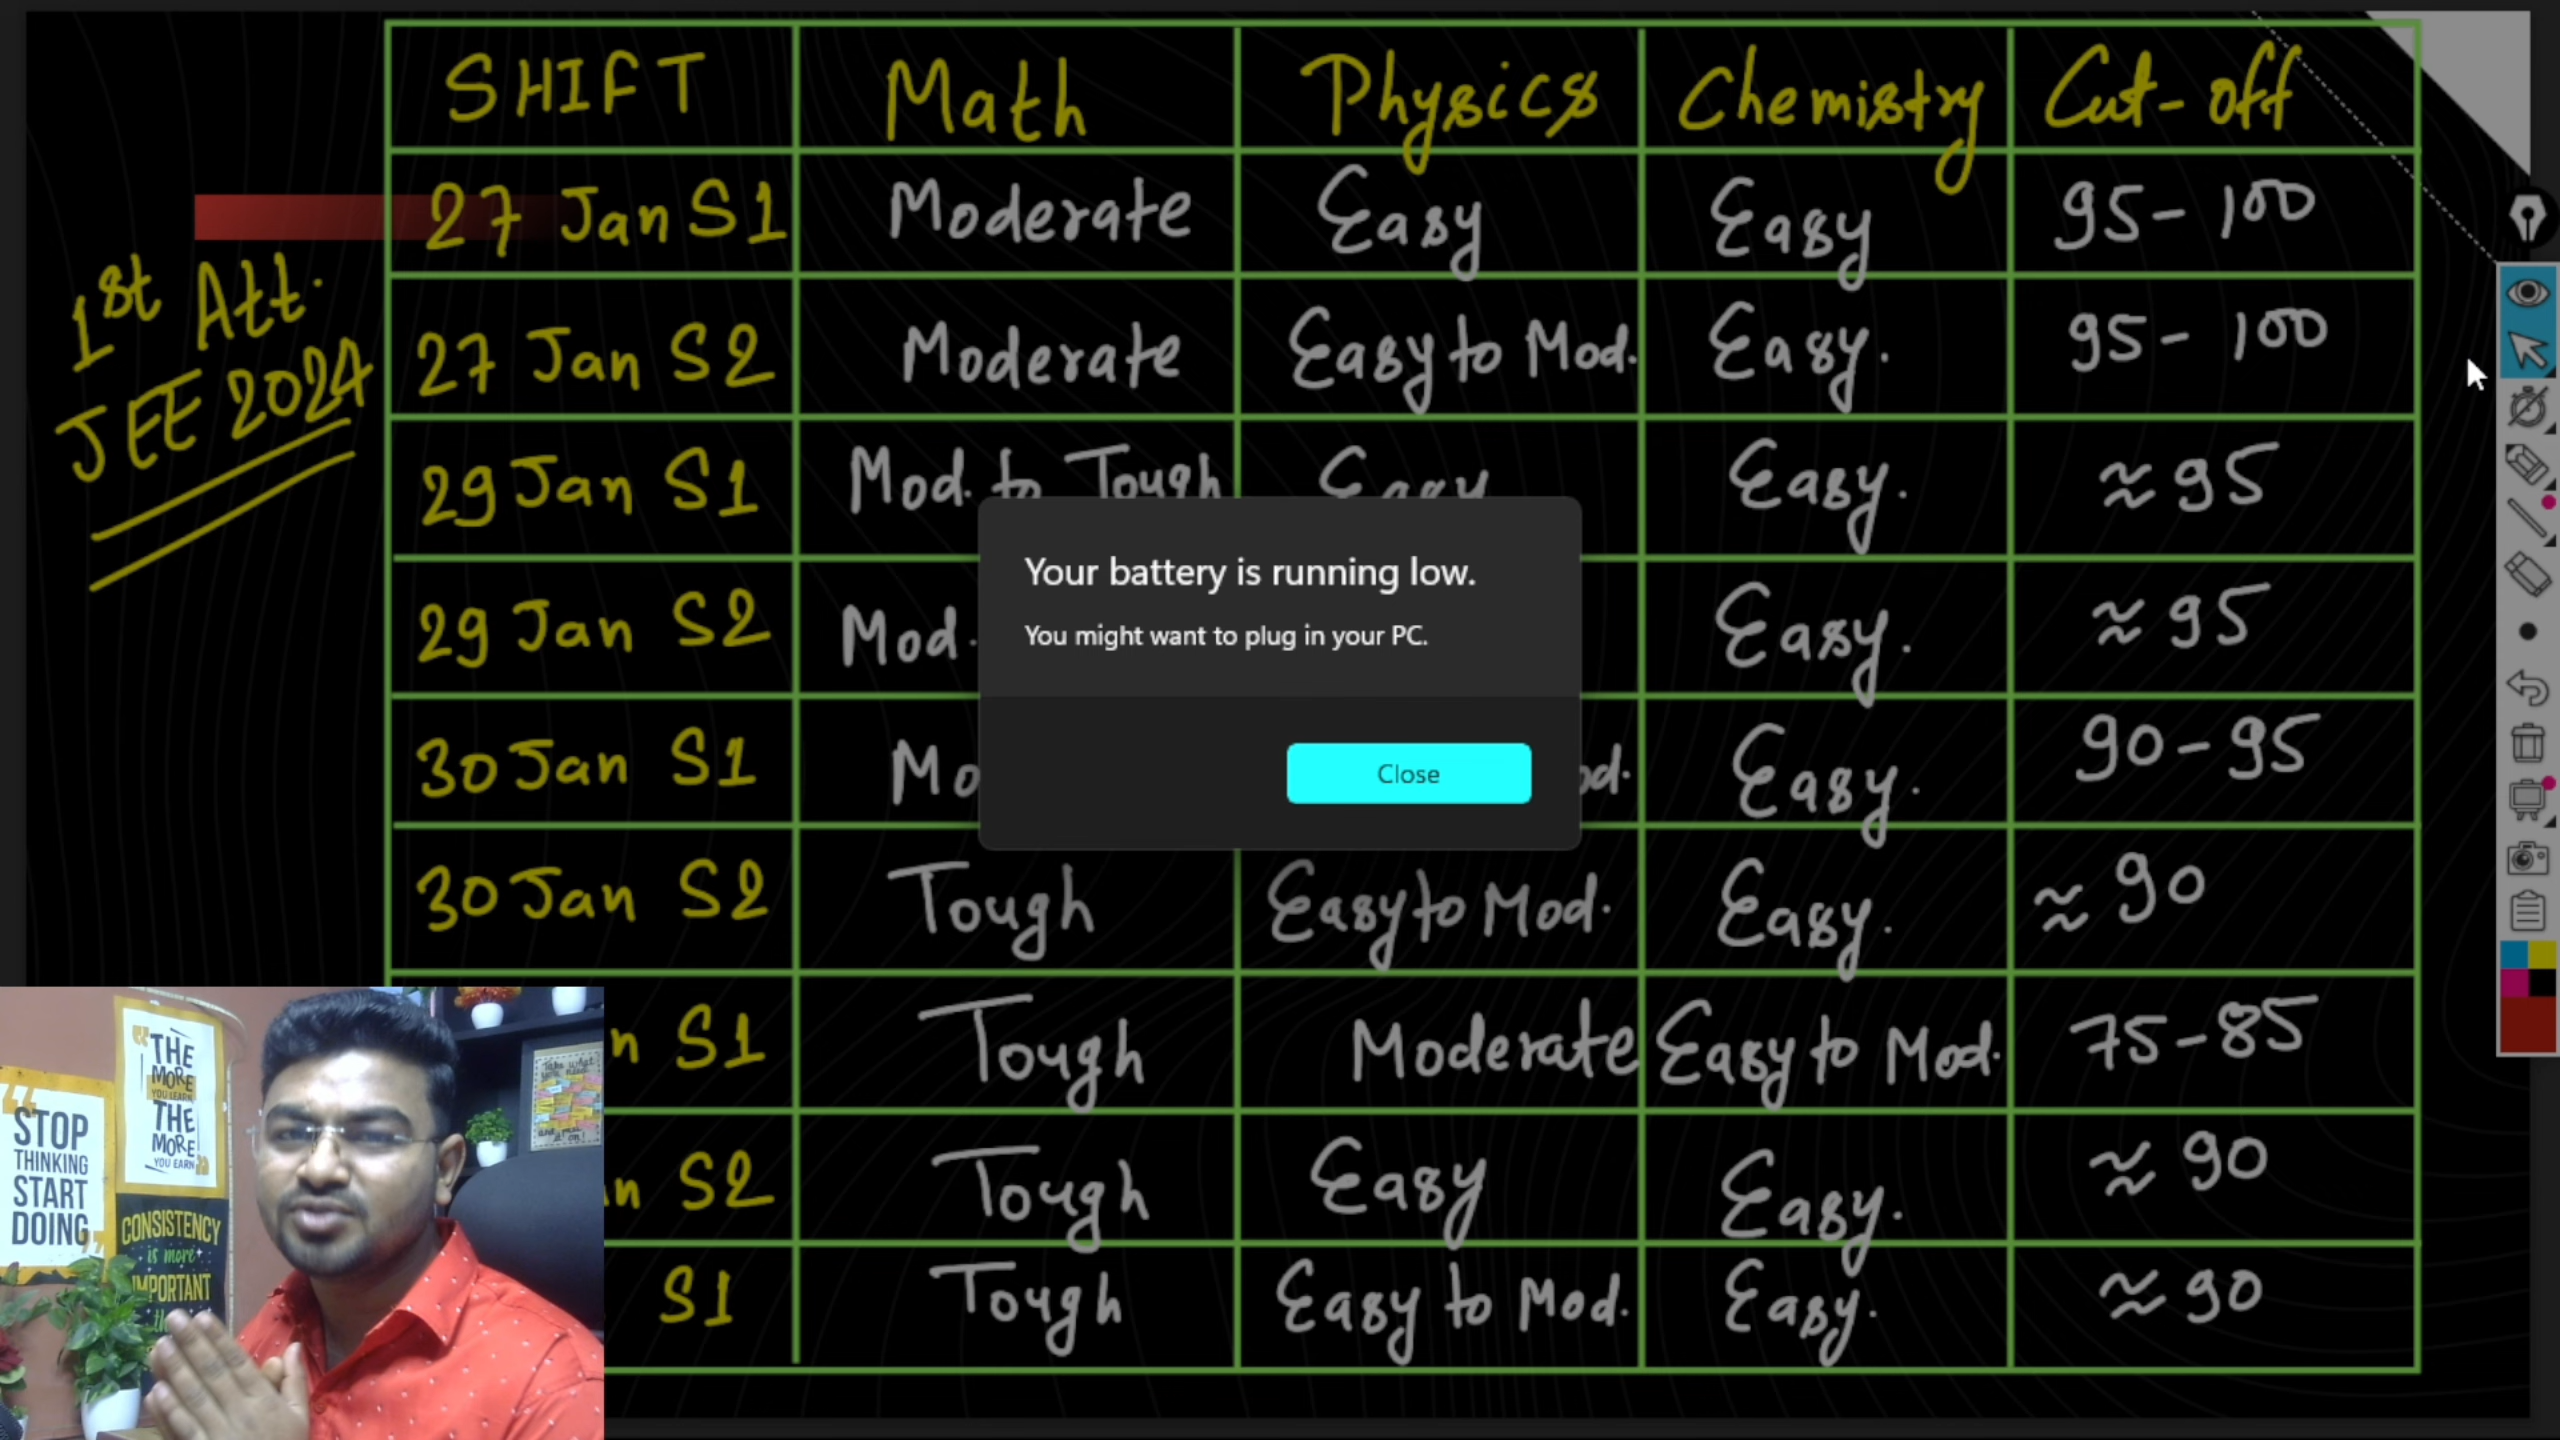 SHIFT Math Physics Chemistry Cut-off
27 Jan S1 Moderate Easy Easy 95-100
1st Att.
JEE 2024
27 Jan S2 Moderate Easy to Mod. Easy. 95-100
29 Jan S1 Mod. to Tough Easy Easy. ≈95
Your battery is running low.
You might want to plug in your PC.
Close
29 Jan S2 Mod. Easy. ≈95
30 Jan S1 Easy. 90-95
30 Jan S2 Tough Easy to Mod. Easy. ≈90
S1 Tough Moderate Easy to Mod. 75-85
S2 Tough Easy Easy. ≈90
S1 Tough Easy to Mod. Easy. ≈90
THE
MORE
YOU LEARN
THE
MORE
YOU EARN
STOP
THINKING
START
DOING
CONSISTENCY
is more
IMPORTANT